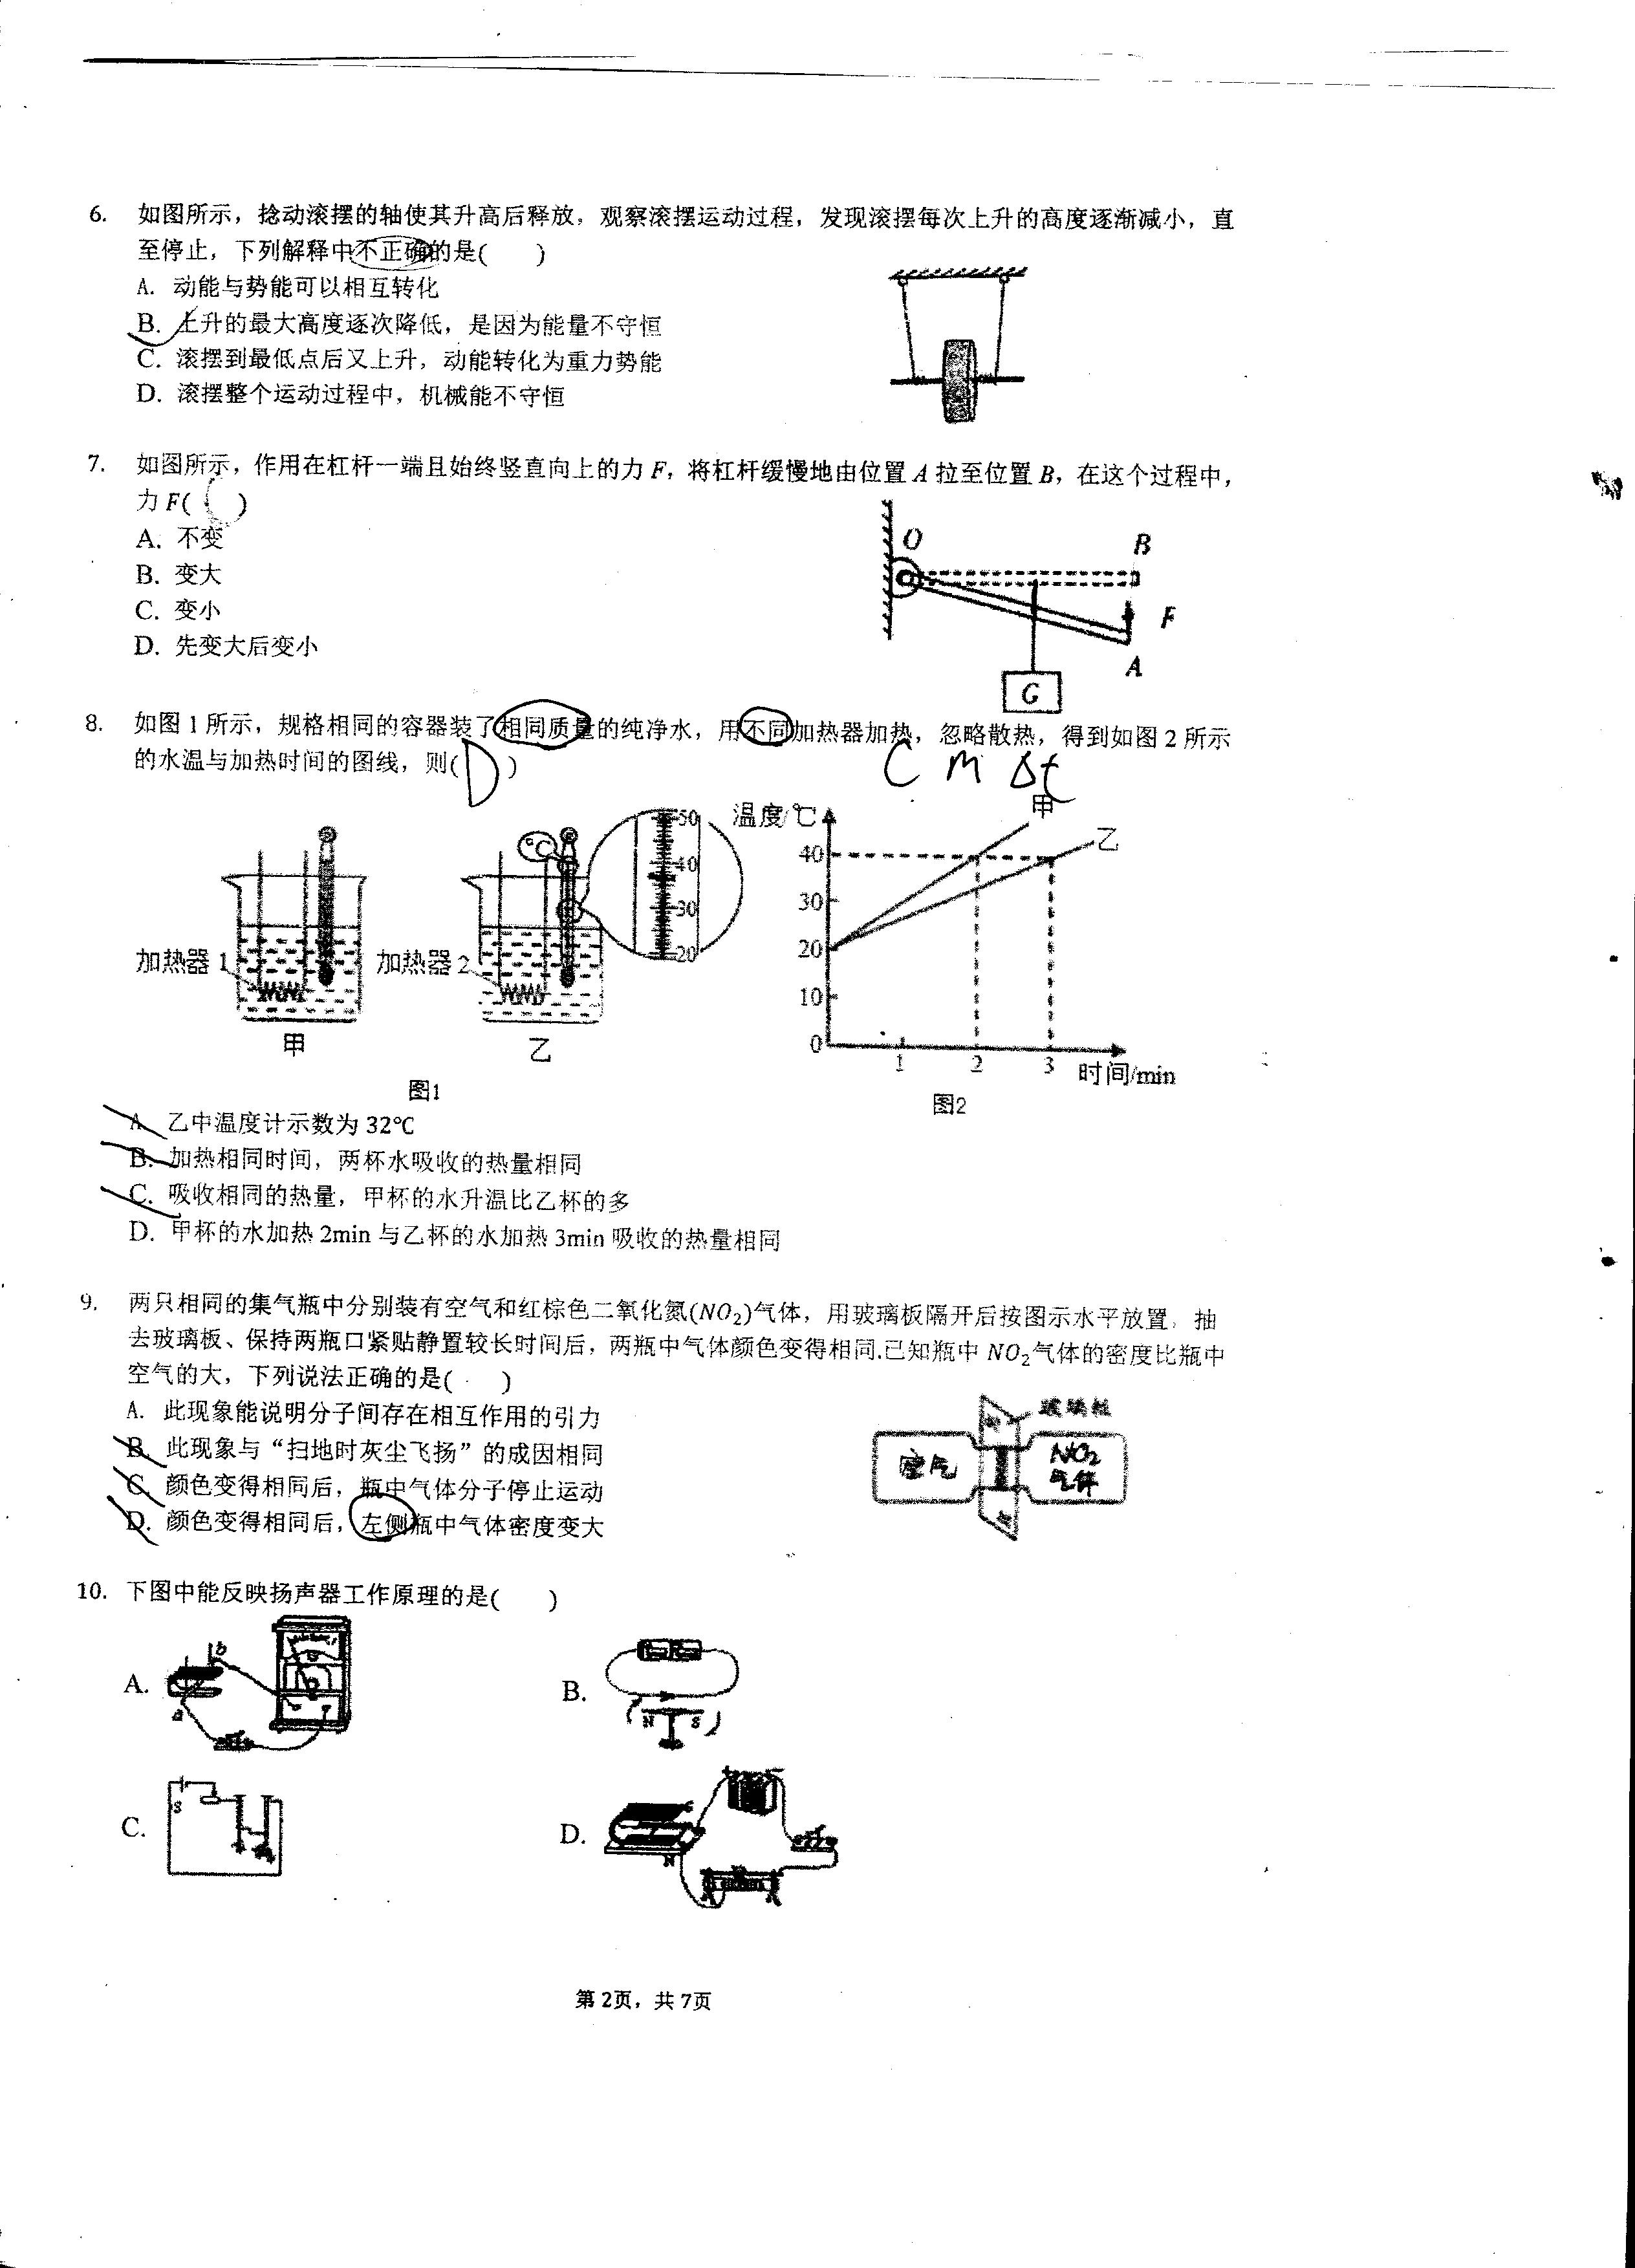 6. 如图所示，捻动滚摆的轴使其升高后释放，观察滚摆运动过程，发现滚摆每次上升的高度逐渐减小，直
至停止，下列解释中不正确的是(　　)
A. 动能与势能可以相互转化
B. 上升的最大高度逐次降低，是因为能量不守恒
C. 滚摆到最低点后又上升，动能转化为重力势能
D. 滚摆整个运动过程中，机械能不守恒
7. 如图所示，作用在杠杆一端且始终竖直向上的力 F，将杠杆缓慢地由位置 A 拉至位置 B，在这个过程中，
力 F(　　)
A. 不变
B. 变大
C. 变小
D. 先变大后变小
O
B
F
A
G
8. 如图 1 所示，规格相同的容器装了相同质量的纯净水，用不同加热器加热，忽略散热，得到如图 2 所示
的水温与加热时间的图线，则( D )
C M Δt
加热器 1
甲
加热器 2
乙
℃
50
40
30
20
图1
温度/℃
甲
乙
40
30
20
10
0
1 2 3 时间/min
图2
A. 乙中温度计示数为 32℃
B. 加热相同时间，两杯水吸收的热量相同
C. 吸收相同的热量，甲杯的水升温比乙杯的多
D. 甲杯的水加热 2min 与乙杯的水加热 3min 吸收的热量相同
9. 两只相同的集气瓶中分别装有空气和红棕色二氧化氮(NO₂)气体，用玻璃板隔开后按图示水平放置，抽
去玻璃板、保持两瓶口紧贴静置较长时间后，两瓶中气体颜色变得相同.已知瓶中 NO₂气体的密度比瓶中
空气的大，下列说法正确的是(　　)
A. 此现象能说明分子间存在相互作用的引力
B. 此现象与“扫地时灰尘飞扬”的成因相同
C. 颜色变得相同后，瓶中气体分子停止运动
D. 颜色变得相同后，左侧瓶中气体密度变大
玻璃板
空气
NO₂
气体
10. 下图中能反映扬声器工作原理的是(　　)
A.
b
a
B.
N S
C.
S
D.
N
第 2页，共 7页